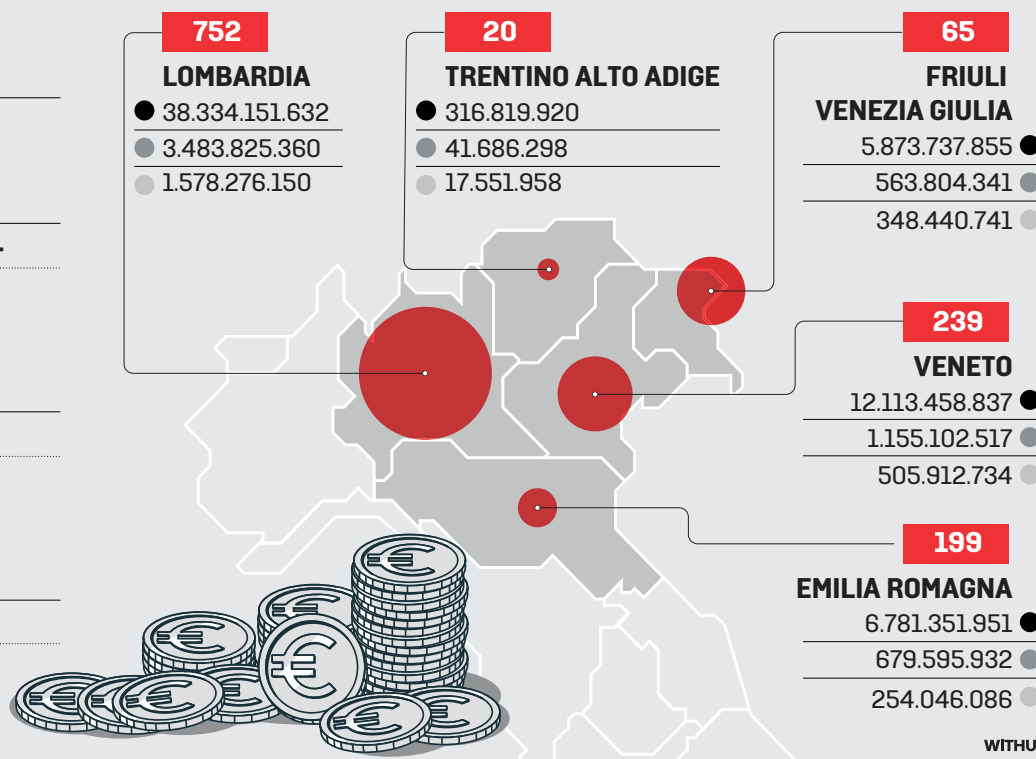 752
LOMBARDIA
38.334.151.632
3.483.825.360
1.578.276.150
20
TRENTINO ALTO ADIGE
316.819.920
41.686.298
17.551.958
65
FRIULI
VENEZIA GIULIA
5.873.737.855
563.804.341
348.440.741
239
VENETO
12.113.458.837
1.155.102.517
505.912.734
199
EMILIA ROMAGNA
6.781.351.951
679.595.932
254.046.086
WITHU